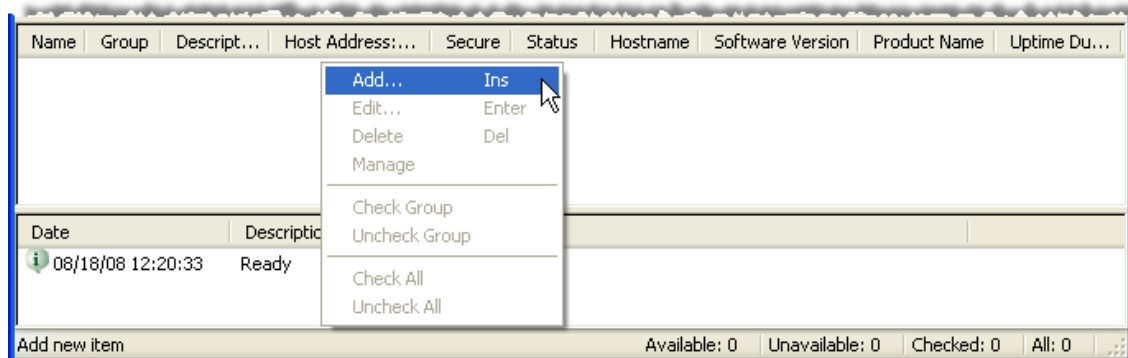 Name Group Descript... Host Address:... Secure Status Hostname Software Version Product Name Uptime Du...
Add... Ins
Edit... Enter
Delete Del
Manage
Check Group
Uncheck Group
Check All
Uncheck All
Date Descriptic
08/18/08 12:20:33 Ready
Add new item Available: 0 Unavailable: 0 Checked: 0 All: 0